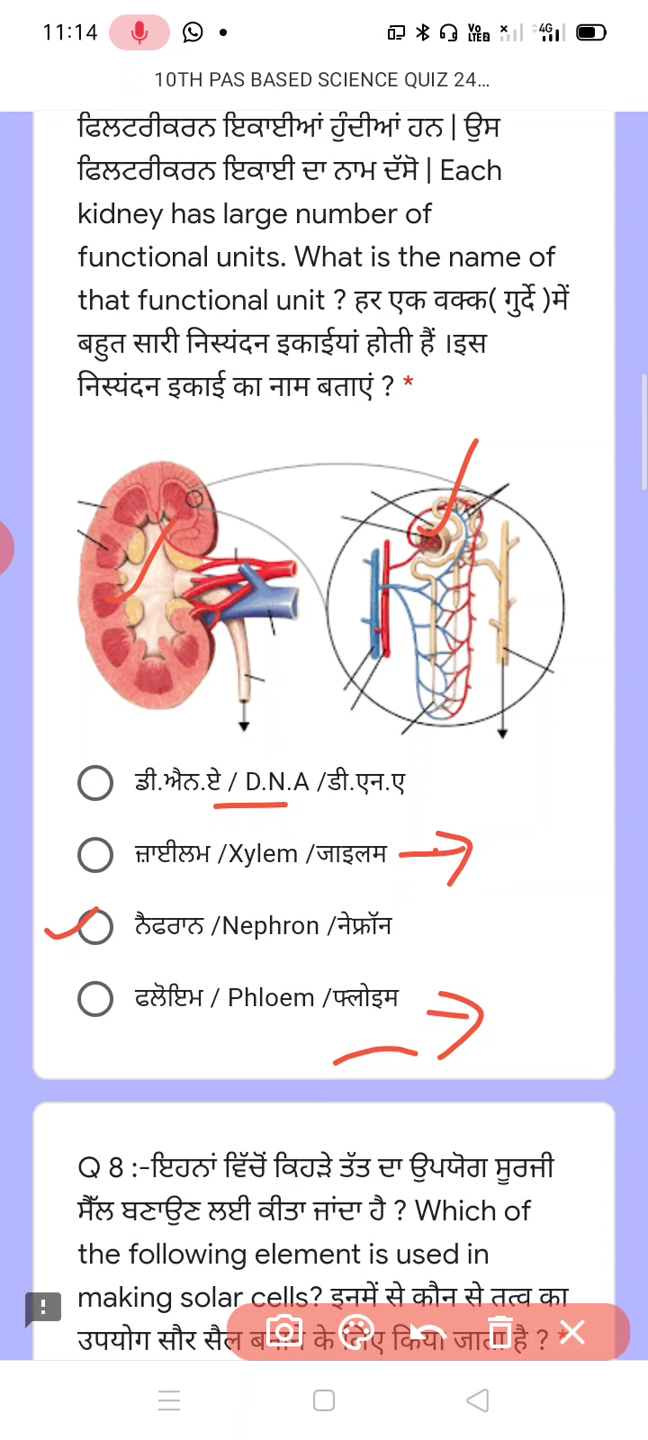 11:14
Vo
LTE2
4G
10TH PAS BASED SCIENCE QUIZ 24...
ਫਿਲਟਰੀਕਰਨ ਇਕਾਈਆਂ ਹੁੰਦੀਆਂ ਹਨ | ਉਸ
ਫਿਲਟਰੀਕਰਨ ਇਕਾਈ ਦਾ ਨਾਮ ਦੱਸੋ | Each
kidney has large number of
functional units. What is the name of
that functional unit ? हर एक वक्क( गुर्दे )में
बहुत सारी निस्यंदन इकाईयां होती हैं ।इस
निस्यंदन इकाई का नाम बताएं ? *
ਡੀ.ਐਨ.ਏ / D.N.A /डी.एन.ए
ਜ਼ਾਈਲਮ /Xylem /जाइलम
ਨੈਫਰਾਨ /Nephron /नेफ्रॉन
ਫਲੋਇਮ / Phloem /फ्लोइम
Q 8 :-ਇਹਨਾਂ ਵਿੱਚੋਂ ਕਿਹੜੇ ਤੱਤ ਦਾ ਉਪਯੋਗ ਸੂਰਜੀ
ਸੈੱਲ ਬਣਾਉਣ ਲਈ ਕੀਤਾ ਜਾਂਦਾ ਹੈ ? Which of
the following element is used in
making solar cells? इनमें से कौन से तत्व का
उपयोग सौर सैल बनाने के लिए किया जाता है ? *